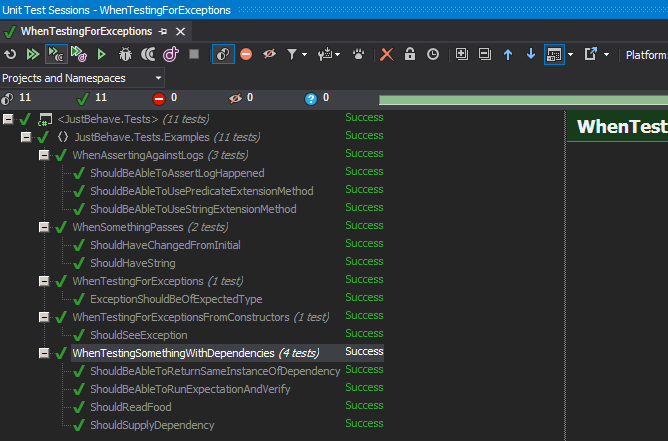 Unit Test Sessions - WhenTestingForExceptions
WhenTestingForExceptions
Platform:
Projects and Namespaces
11 11 0 0 0
<JustBehave.Tests> (11 tests) Success
JustBehave.Tests.Examples (11 tests) Success
WhenAssertingAgainstLogs (3 tests) Success
ShouldBeAbleToAssertLogHappened Success
ShouldBeAbleToUsePredicateExtensionMethod Success
ShouldBeAbleToUseStringExtensionMethod Success
WhenSomethingPasses (2 tests) Success
ShouldHaveChangedFromInitial Success
ShouldHaveString Success
WhenTestingForExceptions (1 test) Success
ExceptionShouldBeOfExpectedType Success
WhenTestingForExceptionsFromConstructors (1 test) Success
ShouldSeeException Success
WhenTestingSomethingWithDependencies (4 tests) Success
ShouldBeAbleToReturnSameInstanceOfDependency Success
ShouldBeAbleToRunExpectationAndVerify Success
ShouldReadFood Success
ShouldSupplyDependency Success
WhenTest